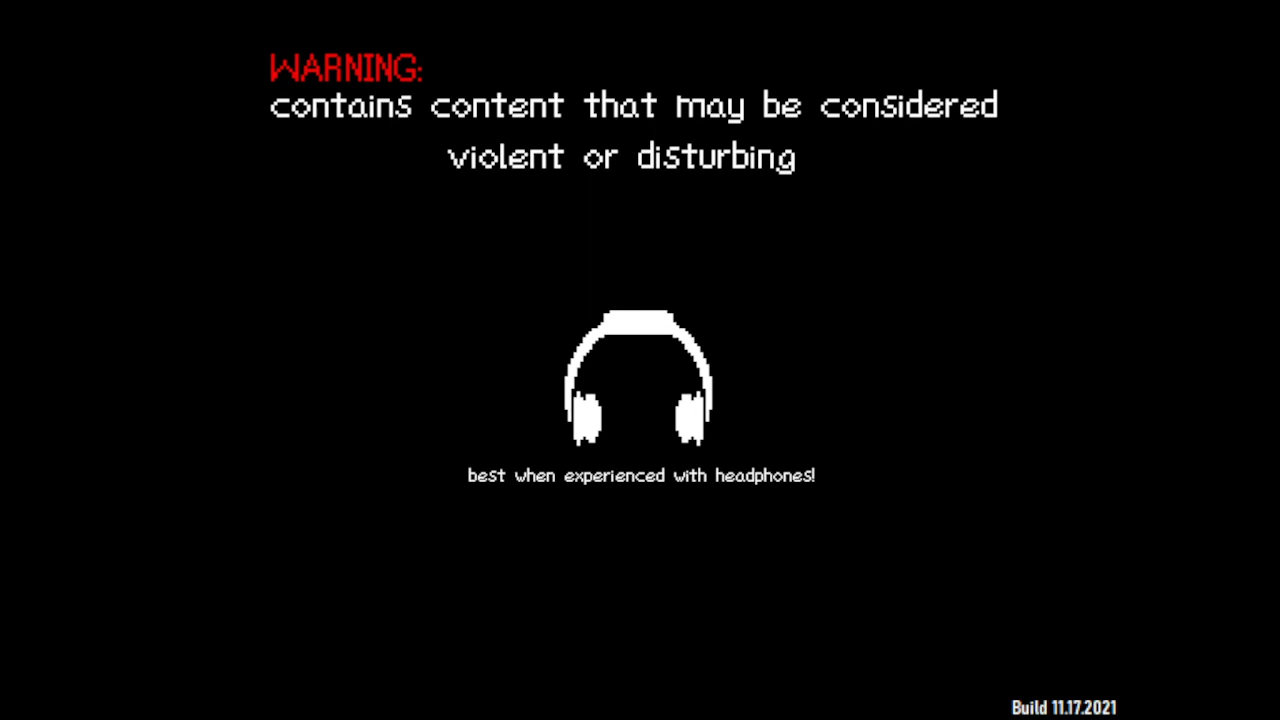 WARNING:
contains content that may be considered
violent or disturbing
best when experienced with headphones!
Build 11.17.2021